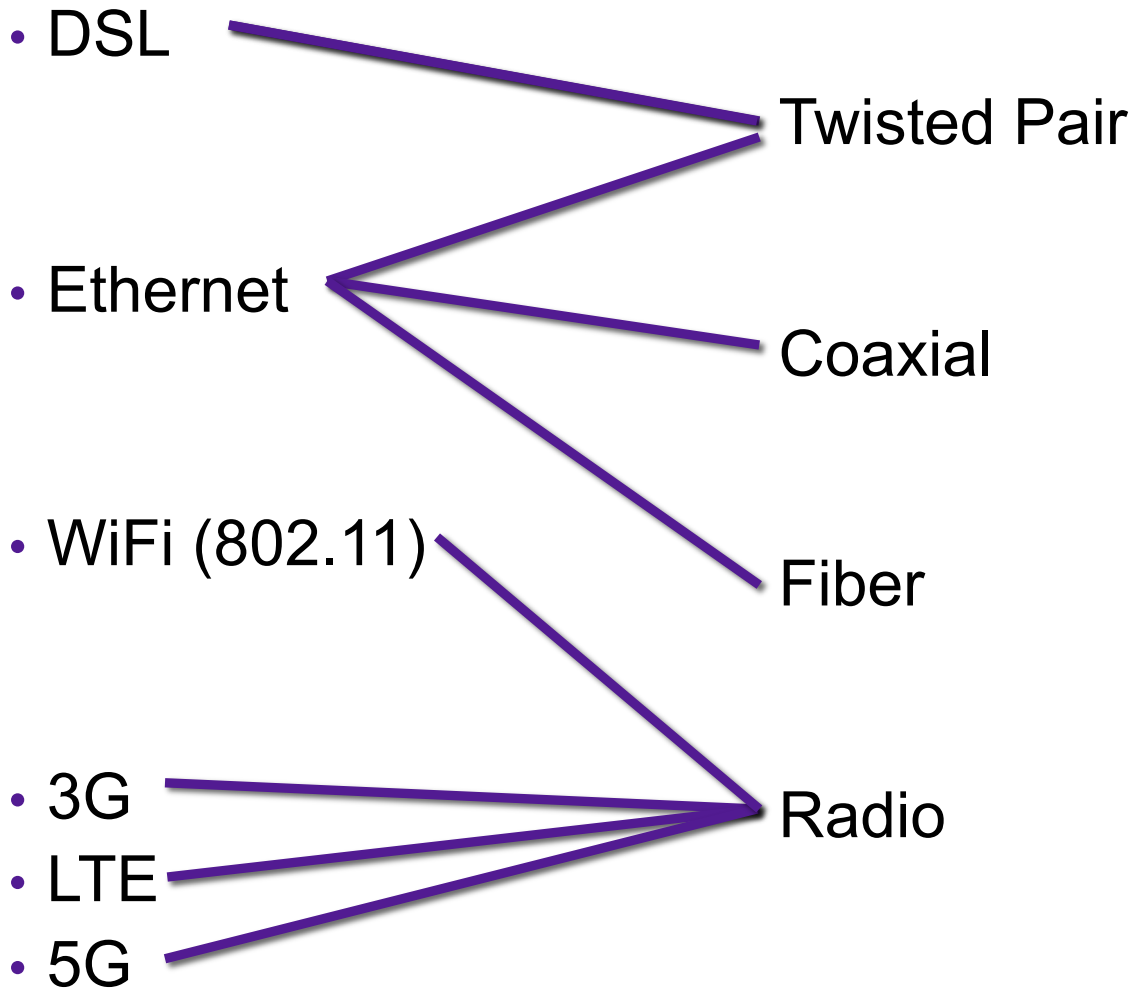 • DSL
Twisted Pair
• Ethernet
Coaxial
• WiFi (802.11)
Fiber
• 3G
Radio
• LTE
• 5G